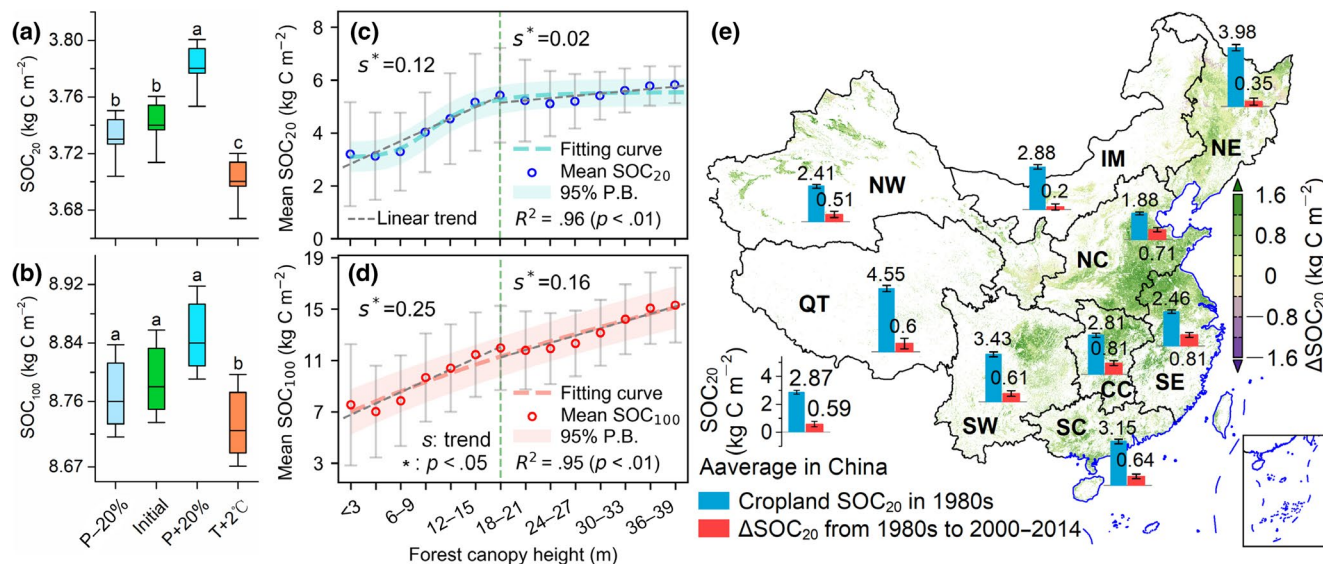 (a)
3.80
3.76
3.72
3.68
SOC20 (kg C m−2)
b
b
a
c
(b)
8.92
8.84
8.76
8.67
SOC100 (kg C m−2)
a
a
a
b
P−20%
Initial
P+20%
T+2℃
(c)
8
6
4
2
0
Mean SOC20 (kg C m−2)
s*=0.12
s*=0.02
Fitting curve
Mean SOC20
95% P.B.
Linear trend
R2 = .96 (p < .01)
(d)
19
15
11
7
3
Mean SOC100 (kg C m−2)
s*=0.25
s*=0.16
Fitting curve
Mean SOC100
95% P.B.
s: trend
*: p < .05
R2 = .95 (p < .01)
<3
6–9
12–15
18–21
24–27
30–33
36–39
Forest canopy height (m)
(e)
3.98
0.35
NE
IM
2.88
0.2
NW
2.41
0.51
1.88
0.71
NC
QT
4.55
0.6
2.46
0.81
SE
2.81
0.81
CC
3.43
0.61
SW
SC
3.15
0.64
1.6
0.8
0
−0.8
−1.6
ΔSOC20 (kg C m−2)
SOC20
(kg C m−2)
4
2
0
2.87
0.59
Aaverage in China
Cropland SOC20 in 1980s
ΔSOC20 from 1980s to 2000–2014